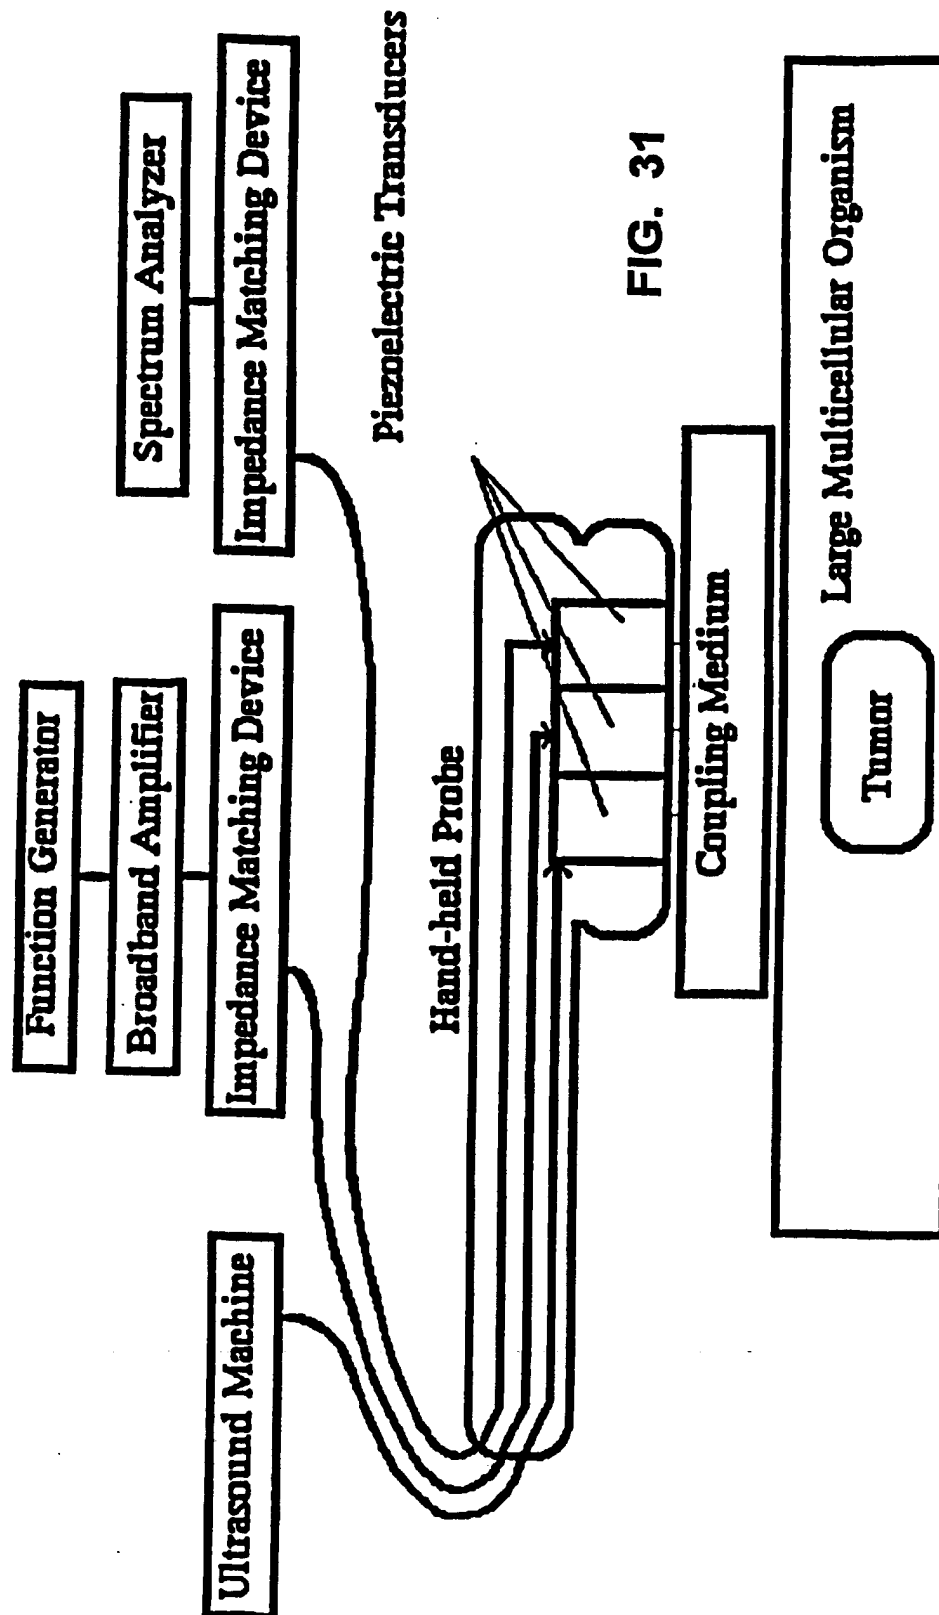 Function Generator
Broadband Amplifier
Impedance Matching Device
Spectrum Analyzer
Impedance Matching Device
Ultrasound Machine
Piezoelectric Transducers
Hand-held Probe
FIG. 31
Coupling Medium
Large Multicellular Organism
Tumor